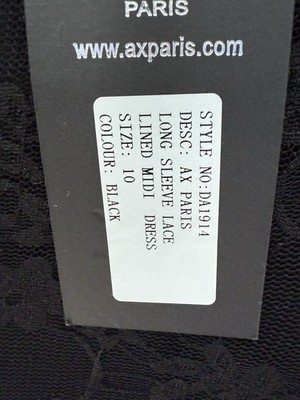 PARIS
www.axparis.com
STYLE NO:DA1914
DESC: AX PARIS
LONG SLEEVE LACE
LINED MIDI DRESS
SIZE: 10
COLOUR: BLACK